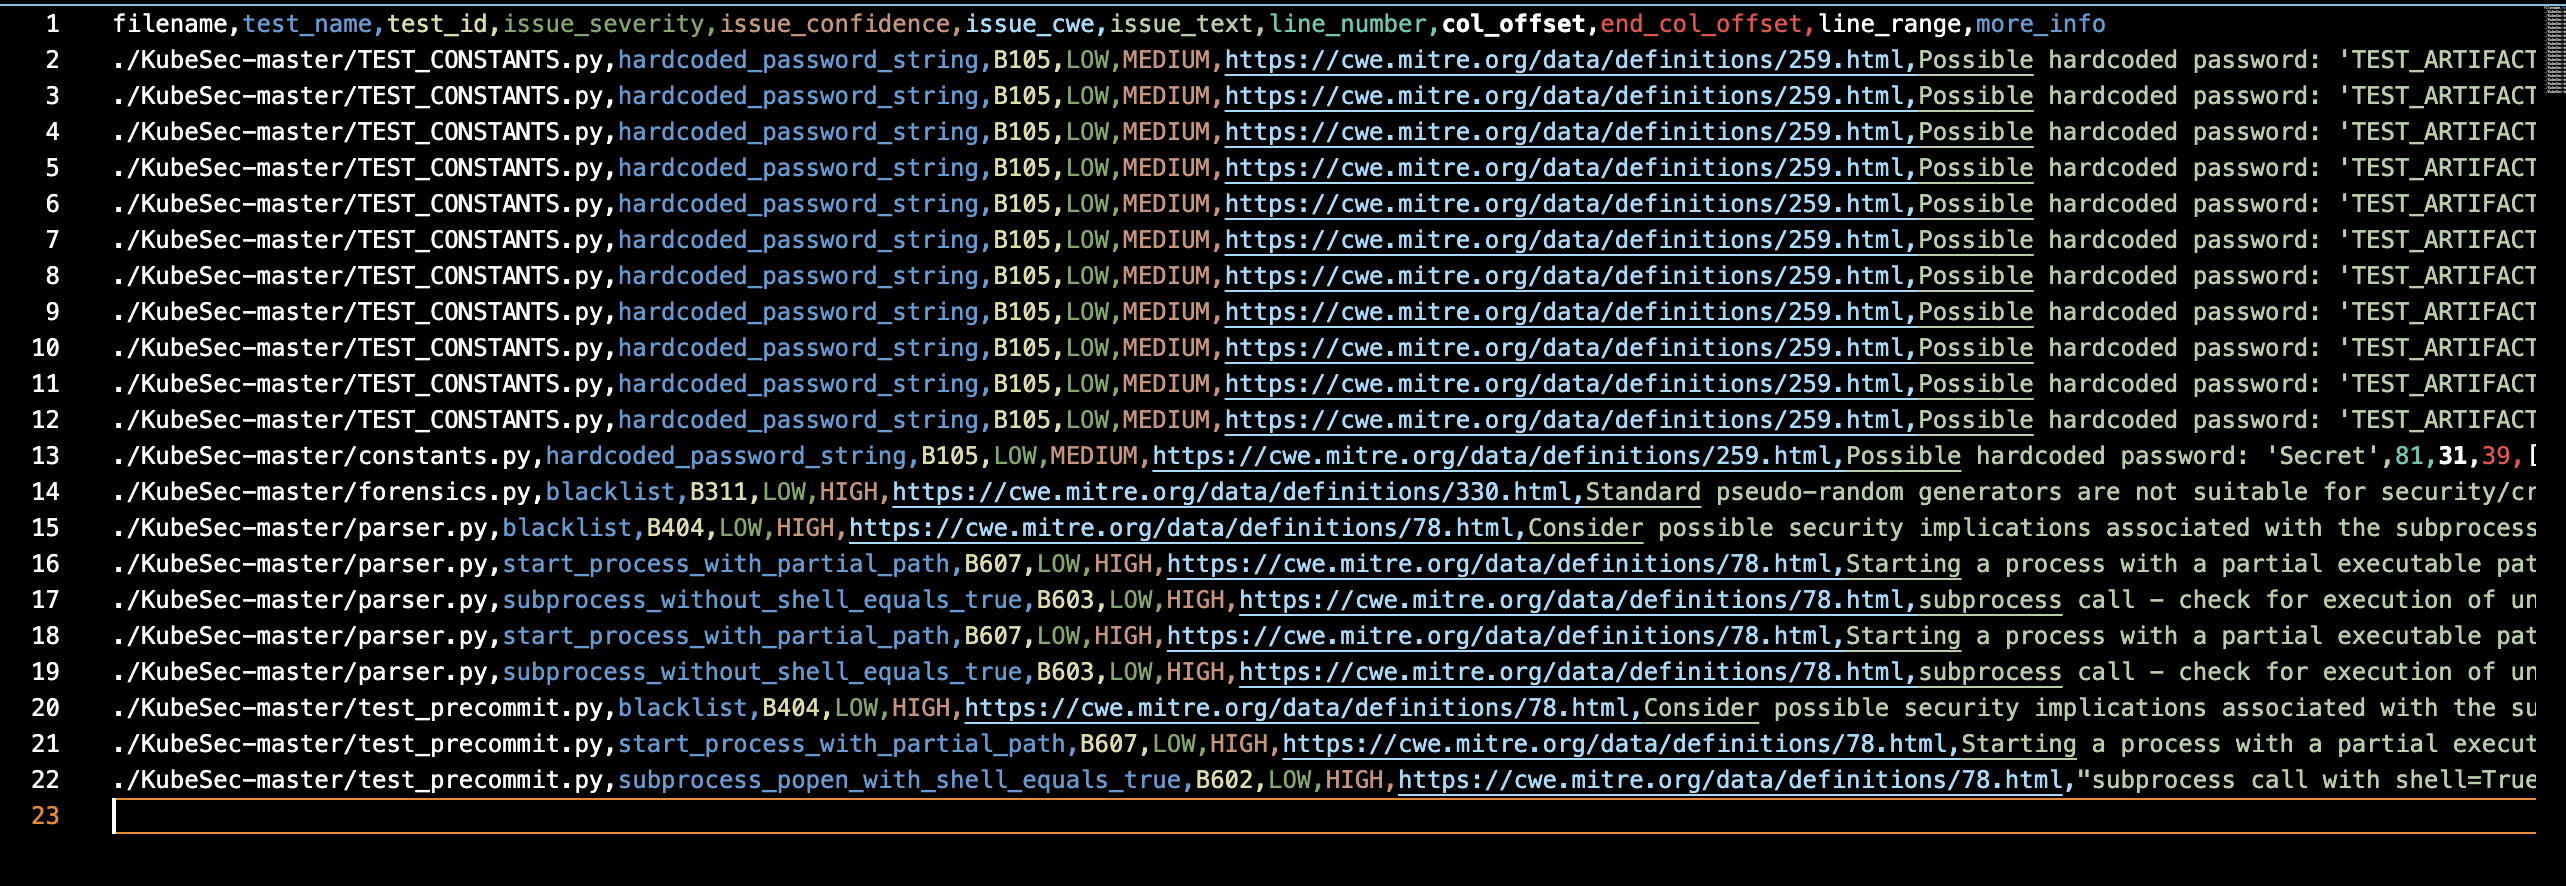 1 filename,test_name,test_id,issue_severity,issue_confidence,issue_cwe,issue_text,line_number,col_offset,end_col_offset,line_range,more_info
2 ./KubeSec-master/TEST_CONSTANTS.py,hardcoded_password_string,B105,LOW,MEDIUM,https://cwe.mitre.org/data/definitions/259.html,Possible hardcoded password: 'TEST_ARTIFACT
3 ./KubeSec-master/TEST_CONSTANTS.py,hardcoded_password_string,B105,LOW,MEDIUM,https://cwe.mitre.org/data/definitions/259.html,Possible hardcoded password: 'TEST_ARTIFACT
4 ./KubeSec-master/TEST_CONSTANTS.py,hardcoded_password_string,B105,LOW,MEDIUM,https://cwe.mitre.org/data/definitions/259.html,Possible hardcoded password: 'TEST_ARTIFACT
5 ./KubeSec-master/TEST_CONSTANTS.py,hardcoded_password_string,B105,LOW,MEDIUM,https://cwe.mitre.org/data/definitions/259.html,Possible hardcoded password: 'TEST_ARTIFACT
6 ./KubeSec-master/TEST_CONSTANTS.py,hardcoded_password_string,B105,LOW,MEDIUM,https://cwe.mitre.org/data/definitions/259.html,Possible hardcoded password: 'TEST_ARTIFACT
7 ./KubeSec-master/TEST_CONSTANTS.py,hardcoded_password_string,B105,LOW,MEDIUM,https://cwe.mitre.org/data/definitions/259.html,Possible hardcoded password: 'TEST_ARTIFACT
8 ./KubeSec-master/TEST_CONSTANTS.py,hardcoded_password_string,B105,LOW,MEDIUM,https://cwe.mitre.org/data/definitions/259.html,Possible hardcoded password: 'TEST_ARTIFACT
9 ./KubeSec-master/TEST_CONSTANTS.py,hardcoded_password_string,B105,LOW,MEDIUM,https://cwe.mitre.org/data/definitions/259.html,Possible hardcoded password: 'TEST_ARTIFACT
10 ./KubeSec-master/TEST_CONSTANTS.py,hardcoded_password_string,B105,LOW,MEDIUM,https://cwe.mitre.org/data/definitions/259.html,Possible hardcoded password: 'TEST_ARTIFACT
11 ./KubeSec-master/TEST_CONSTANTS.py,hardcoded_password_string,B105,LOW,MEDIUM,https://cwe.mitre.org/data/definitions/259.html,Possible hardcoded password: 'TEST_ARTIFACT
12 ./KubeSec-master/TEST_CONSTANTS.py,hardcoded_password_string,B105,LOW,MEDIUM,https://cwe.mitre.org/data/definitions/259.html,Possible hardcoded password: 'TEST_ARTIFACT
13 ./KubeSec-master/constants.py,hardcoded_password_string,B105,LOW,MEDIUM,https://cwe.mitre.org/data/definitions/259.html,Possible hardcoded password: 'Secret',81,31,39,[
14 ./KubeSec-master/forensics.py,blacklist,B311,LOW,HIGH,https://cwe.mitre.org/data/definitions/330.html,Standard pseudo-random generators are not suitable for security/cr
15 ./KubeSec-master/parser.py,blacklist,B404,LOW,HIGH,https://cwe.mitre.org/data/definitions/78.html,Consider possible security implications associated with the subprocess
16 ./KubeSec-master/parser.py,start_process_with_partial_path,B607,LOW,HIGH,https://cwe.mitre.org/data/definitions/78.html,Starting a process with a partial executable pat
17 ./KubeSec-master/parser.py,subprocess_without_shell_equals_true,B603,LOW,HIGH,https://cwe.mitre.org/data/definitions/78.html,subprocess call - check for execution of un
18 ./KubeSec-master/parser.py,start_process_with_partial_path,B607,LOW,HIGH,https://cwe.mitre.org/data/definitions/78.html,Starting a process with a partial executable pat
19 ./KubeSec-master/parser.py,subprocess_without_shell_equals_true,B603,LOW,HIGH,https://cwe.mitre.org/data/definitions/78.html,subprocess call - check for execution of un
20 ./KubeSec-master/test_precommit.py,blacklist,B404,LOW,HIGH,https://cwe.mitre.org/data/definitions/78.html,Consider possible security implications associated with the su
21 ./KubeSec-master/test_precommit.py,start_process_with_partial_path,B607,LOW,HIGH,https://cwe.mitre.org/data/definitions/78.html,Starting a process with a partial execut
22 ./KubeSec-master/test_precommit.py,subprocess_popen_with_shell_equals_true,B602,LOW,HIGH,https://cwe.mitre.org/data/definitions/78.html,"subprocess call with shell=True
23